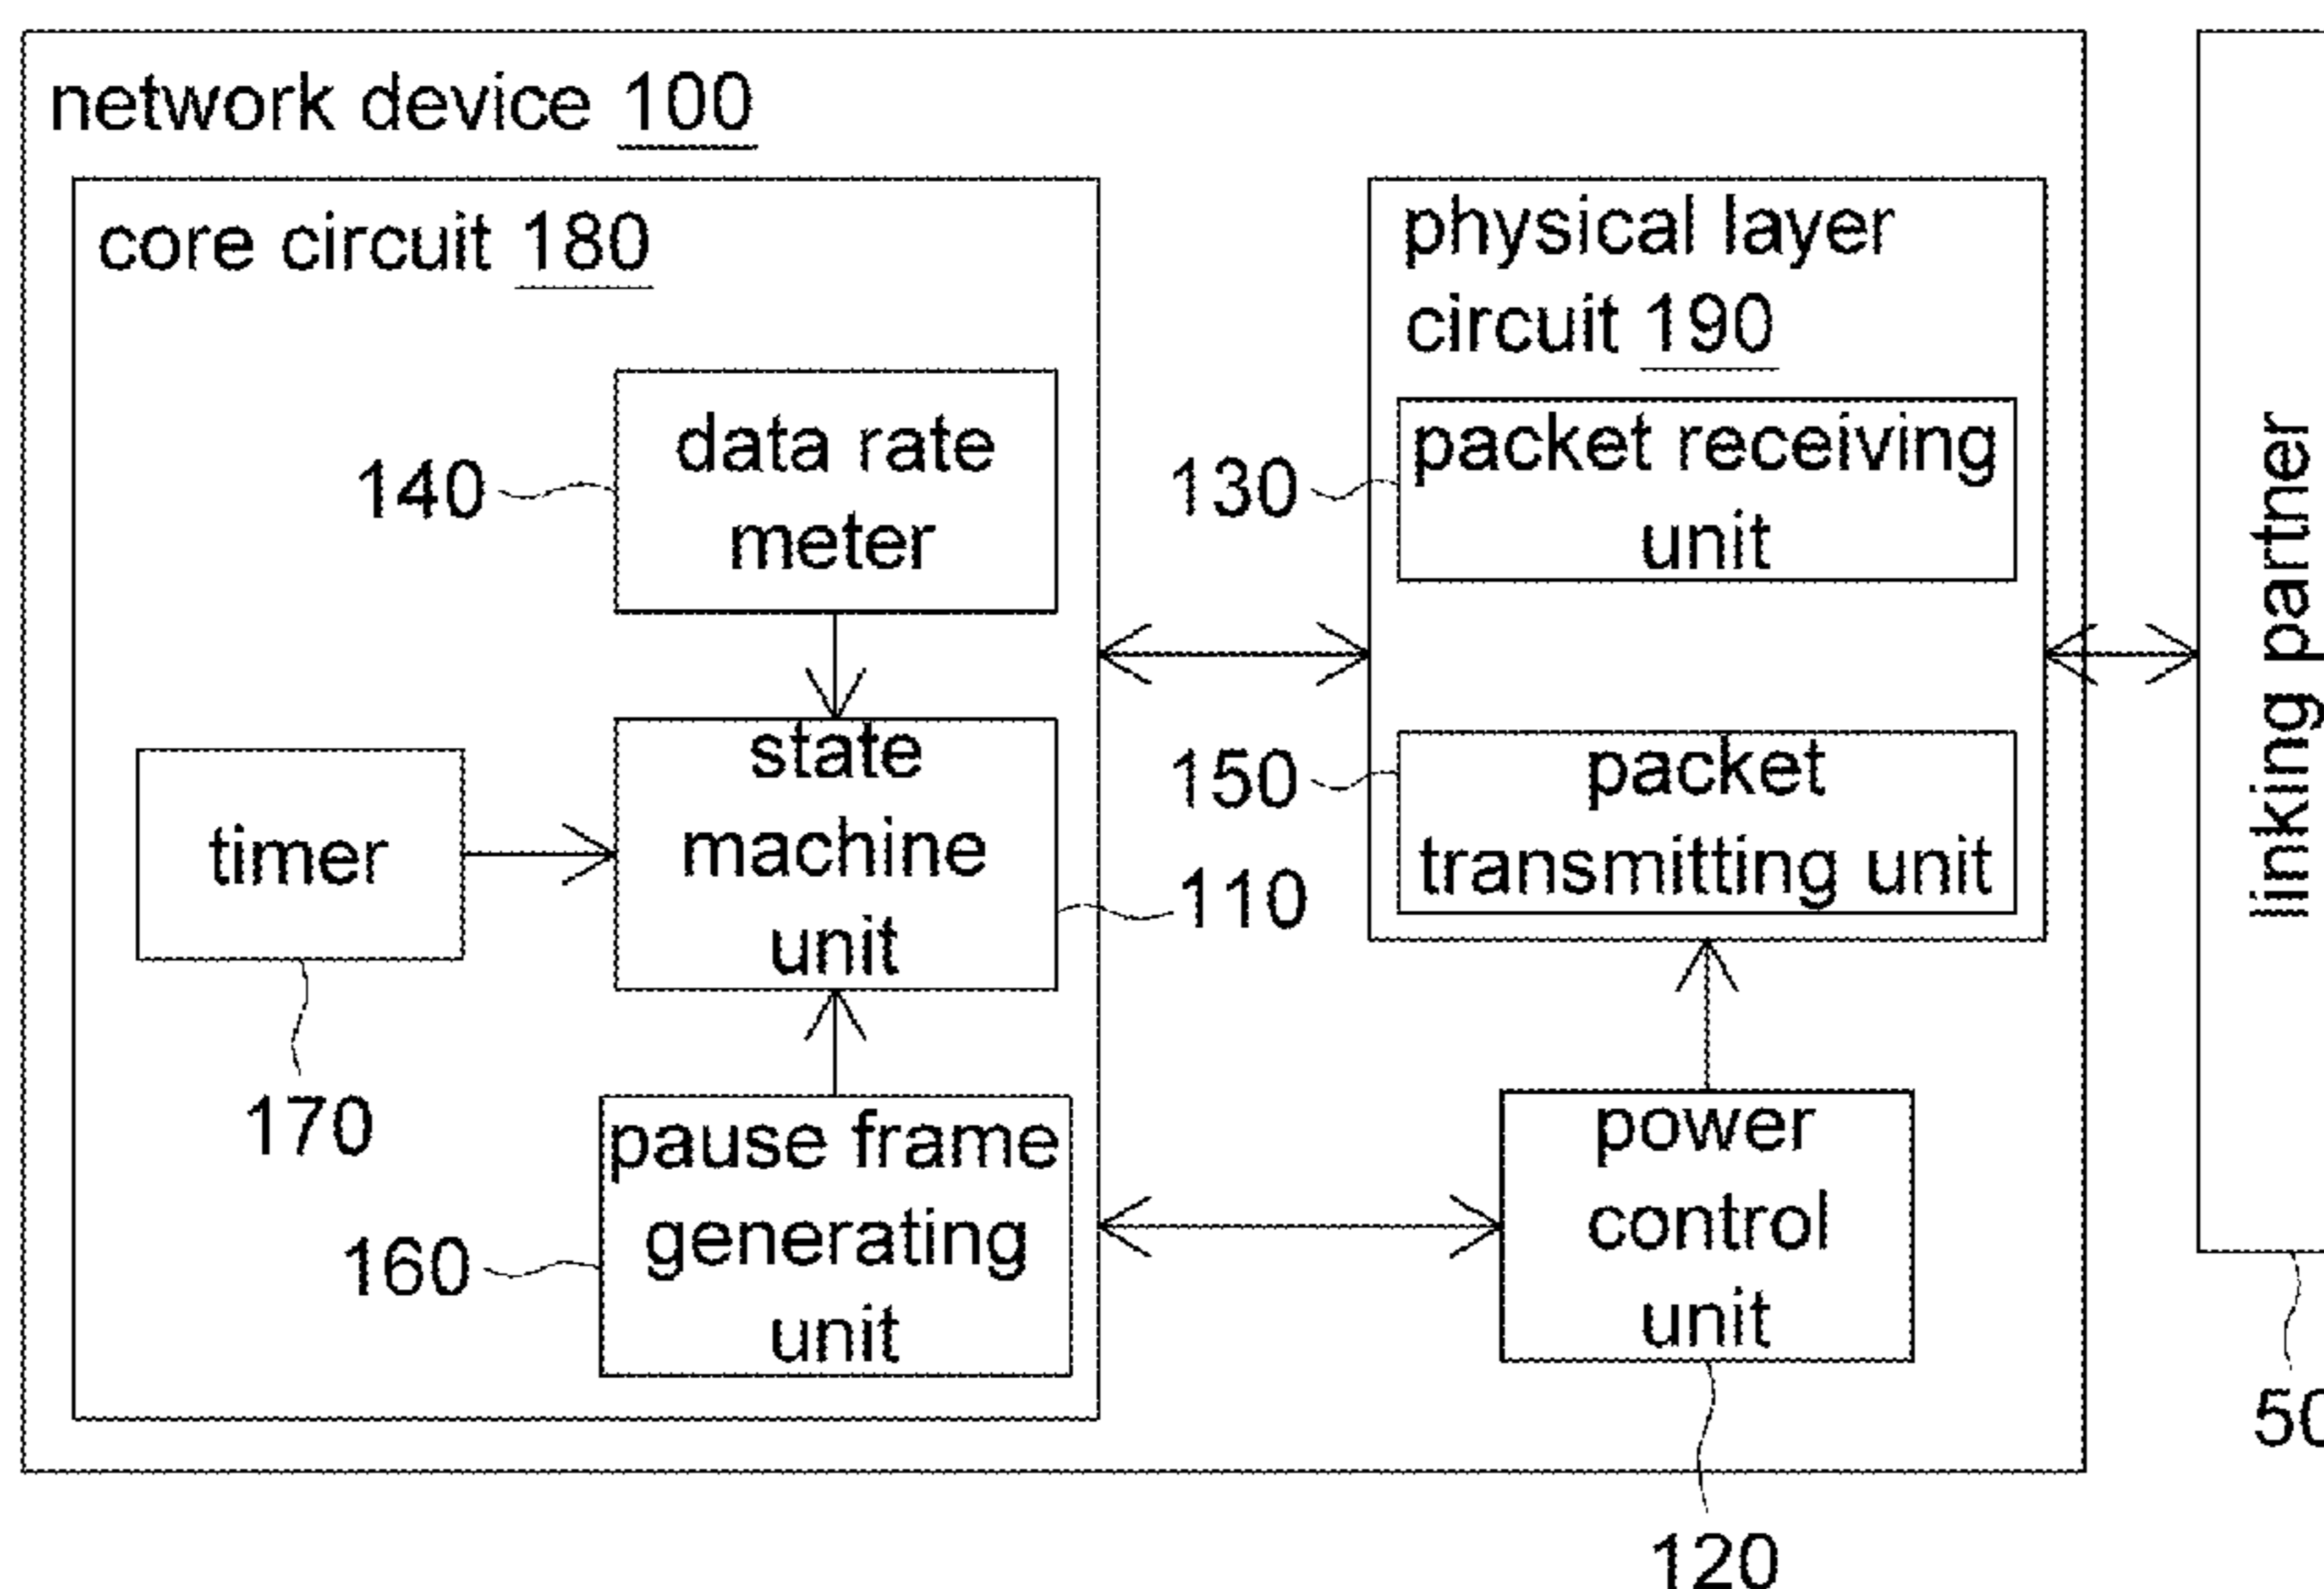 network device 100
core circuit 180
data rate
meter
140
state
machine
unit
110
timer
170
pause frame
generating
unit
160
physical layer
circuit 190
packet receiving
unit
130
packet
transmitting unit
150
power
control
unit
120
linking partner